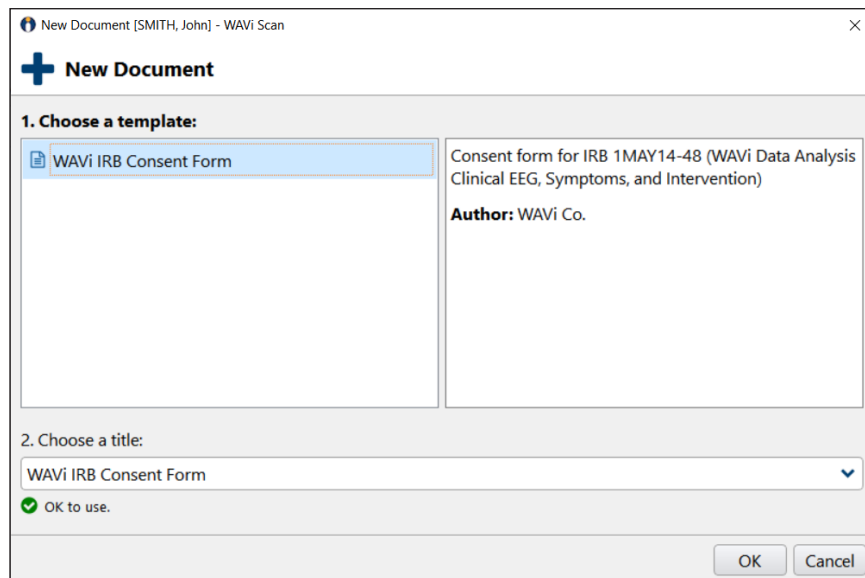 New Document [SMITH, John] - WAVi Scan
New Document
1. Choose a template:
WAVi IRB Consent Form
Consent form for IRB 1MAY14-48 (WAVi Data Analysis
Clinical EEG, Symptoms, and Intervention)
Author: WAVi Co.
2. Choose a title:
WAVi IRB Consent Form
OK to use.
OK
Cancel